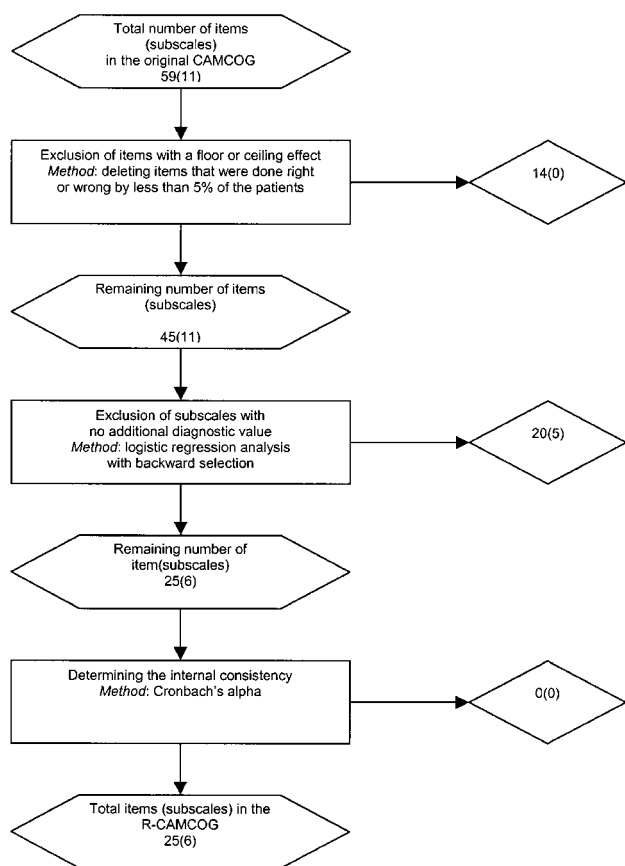 Total number of items
(subscales)
in the original CAMCOG
59(11)
Exclusion of items with a floor or ceiling effect
Method: deleting items that were done right
or wrong by less than 5% of the patients
14(0)
Remaining number of items
(subscales)
45(11)
Exclusion of subscales with
no additional diagnostic value
Method: logistic regression analysis
with backward selection
20(5)
Remaining number of
item(subscales)
25(6)
Determining the internal consistency
Method: Cronbach's alpha
0(0)
Total items (subscales) in the
R-CAMCOG
25(6)